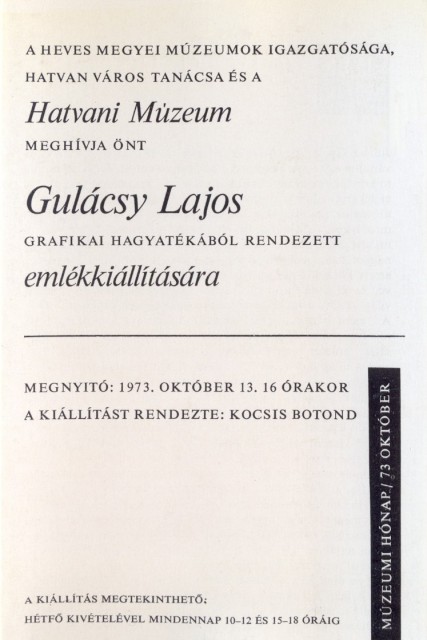 A HEVES MEGYEI MÚZEUMOK IGAZGATÓSÁGA,
HATVAN VÁROS TANÁCSA ÉS A
Hatvani Múzeum
MEGHÍVJA ÖNT
Gulácsy Lajos
GRAFIKAI HAGYATÉKÁBÓL RENDEZETT
emlékkiállítására
MEGNYITÓ: 1973. OKTÓBER 13. 16 ÓRAKOR
A KIÁLLÍTÁST RENDEZTE: KOCSIS BOTOND
MÚZEUMI HÓNAP./73 OKTÓBER
A KIÁLLÍTÁS MEGTEKINTHETŐ:
HÉTFŐ KIVÉTELÉVEL MINDENNAP 10–12 ÉS 15–18 ÓRÁIG